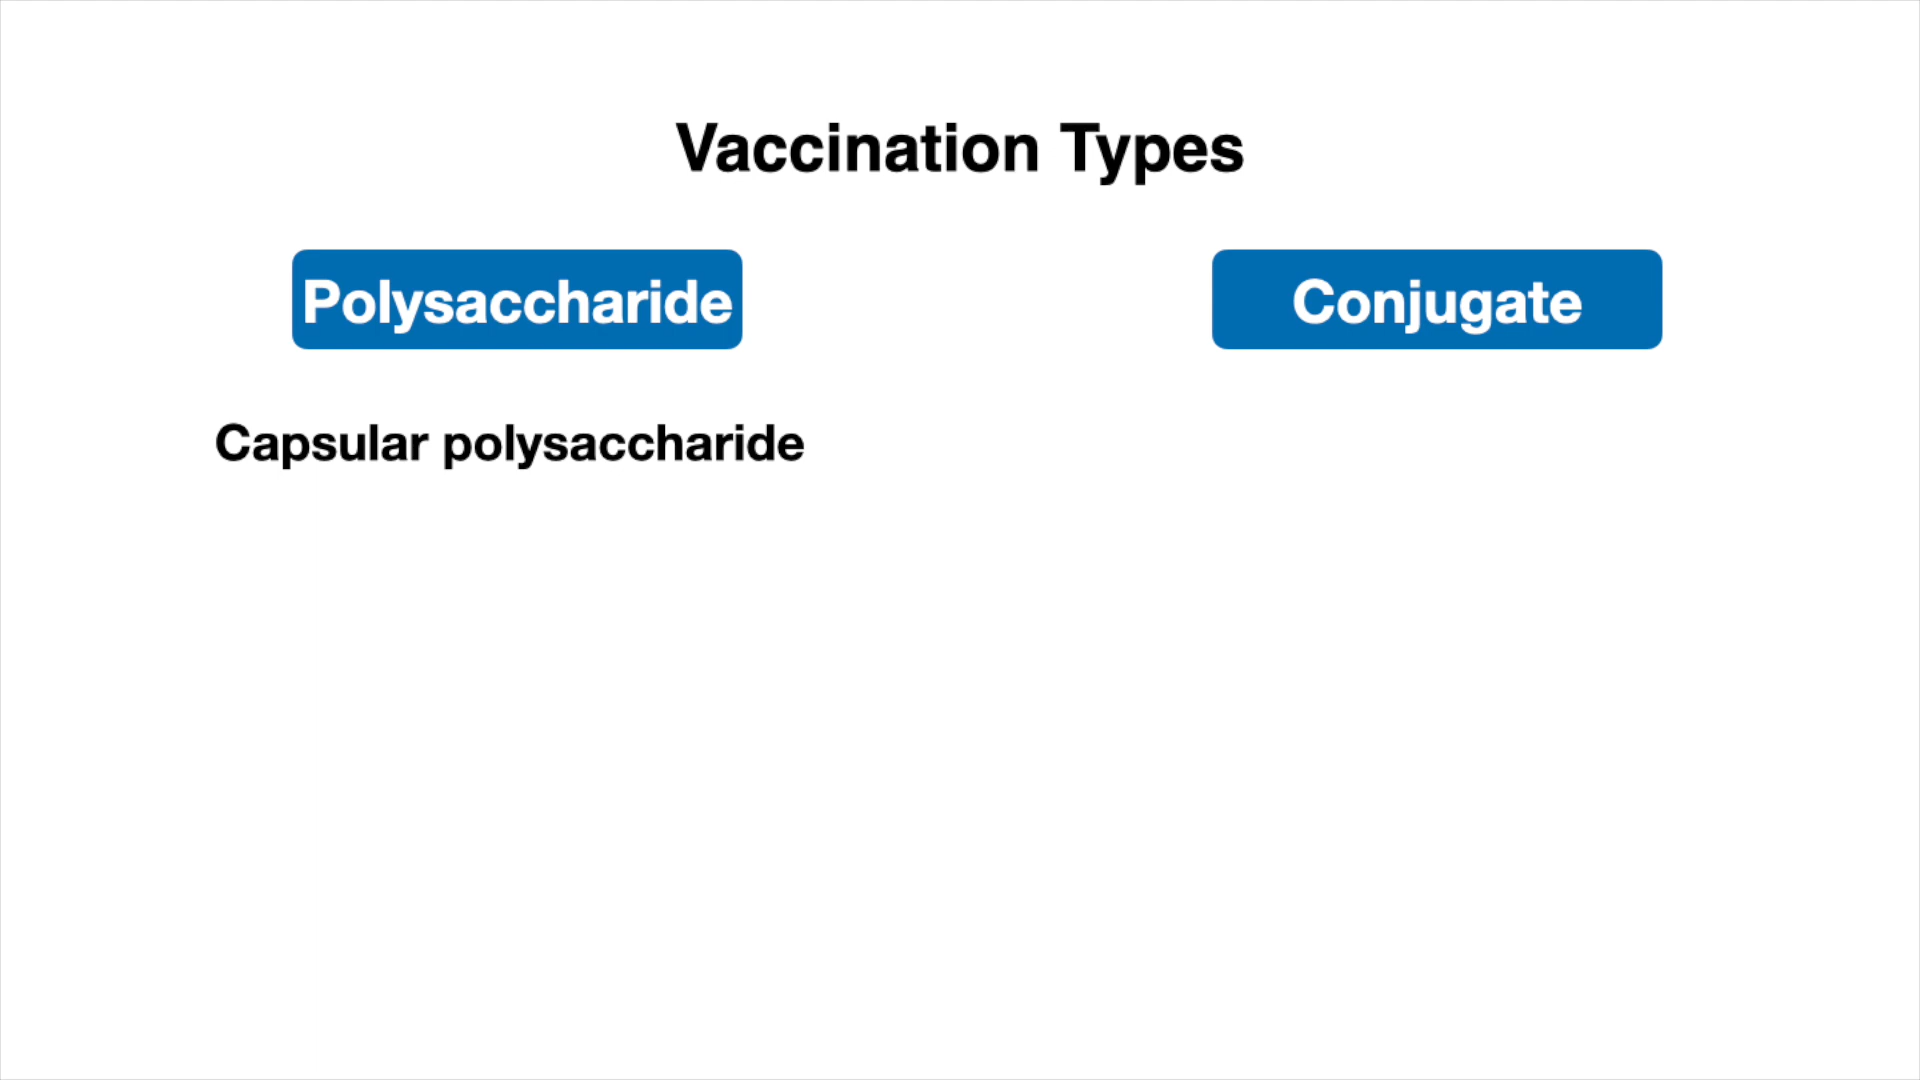 Vaccination Types
Polysaccharide
Conjugate
Capsular polysaccharide